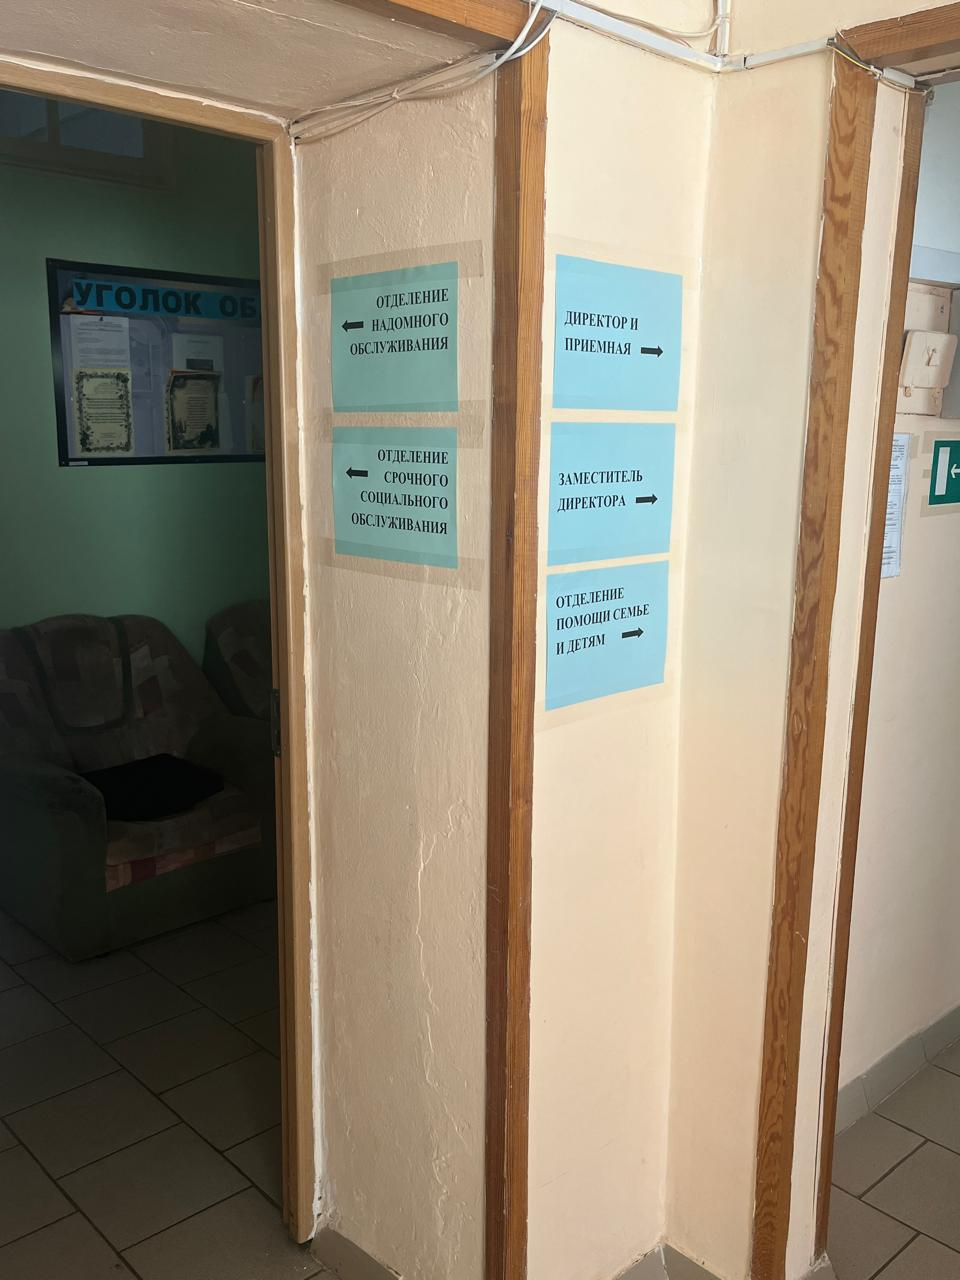 УГОЛОК ОБ
ОТДЕЛЕНИЕ
НАДОМНОГО
ОБСЛУЖИВАНИЯ
ОТДЕЛЕНИЕ
СРОЧНОГО
СОЦИАЛЬНОГО
ОБСЛУЖИВАНИЯ
ДИРЕКТОР И
ПРИЕМНАЯ
ЗАМЕСТИТЕЛЬ
ДИРЕКТОРА
ОТДЕЛЕНИЕ
ПОМОЩИ СЕМЬЕ
И ДЕТЯМ